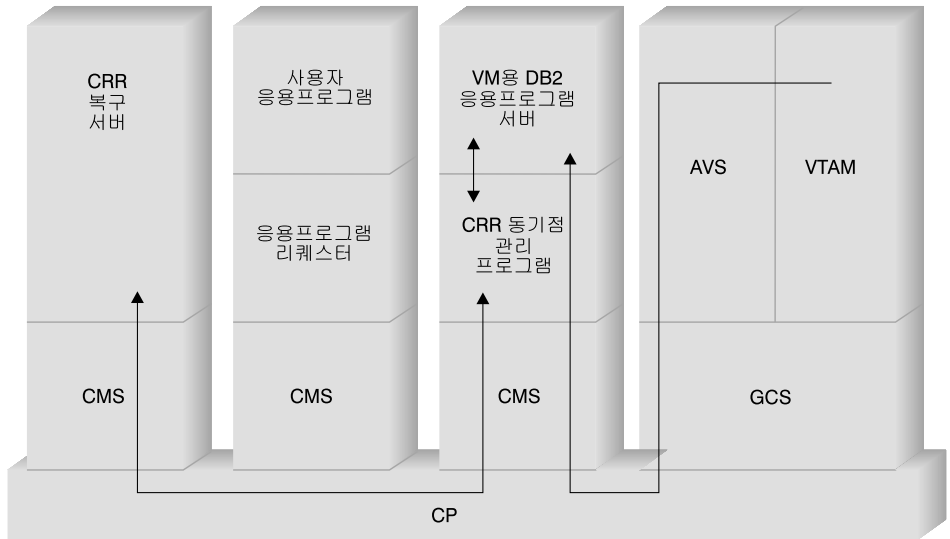 CRR
복구
서버
CMS
사용자
응용프로그램
응용프로그램
리퀘스터
CMS
VM용 DB2
응용프로그램
서버
CRR 동기점
관리
프로그램
CMS
AVS
VTAM
GCS
CP